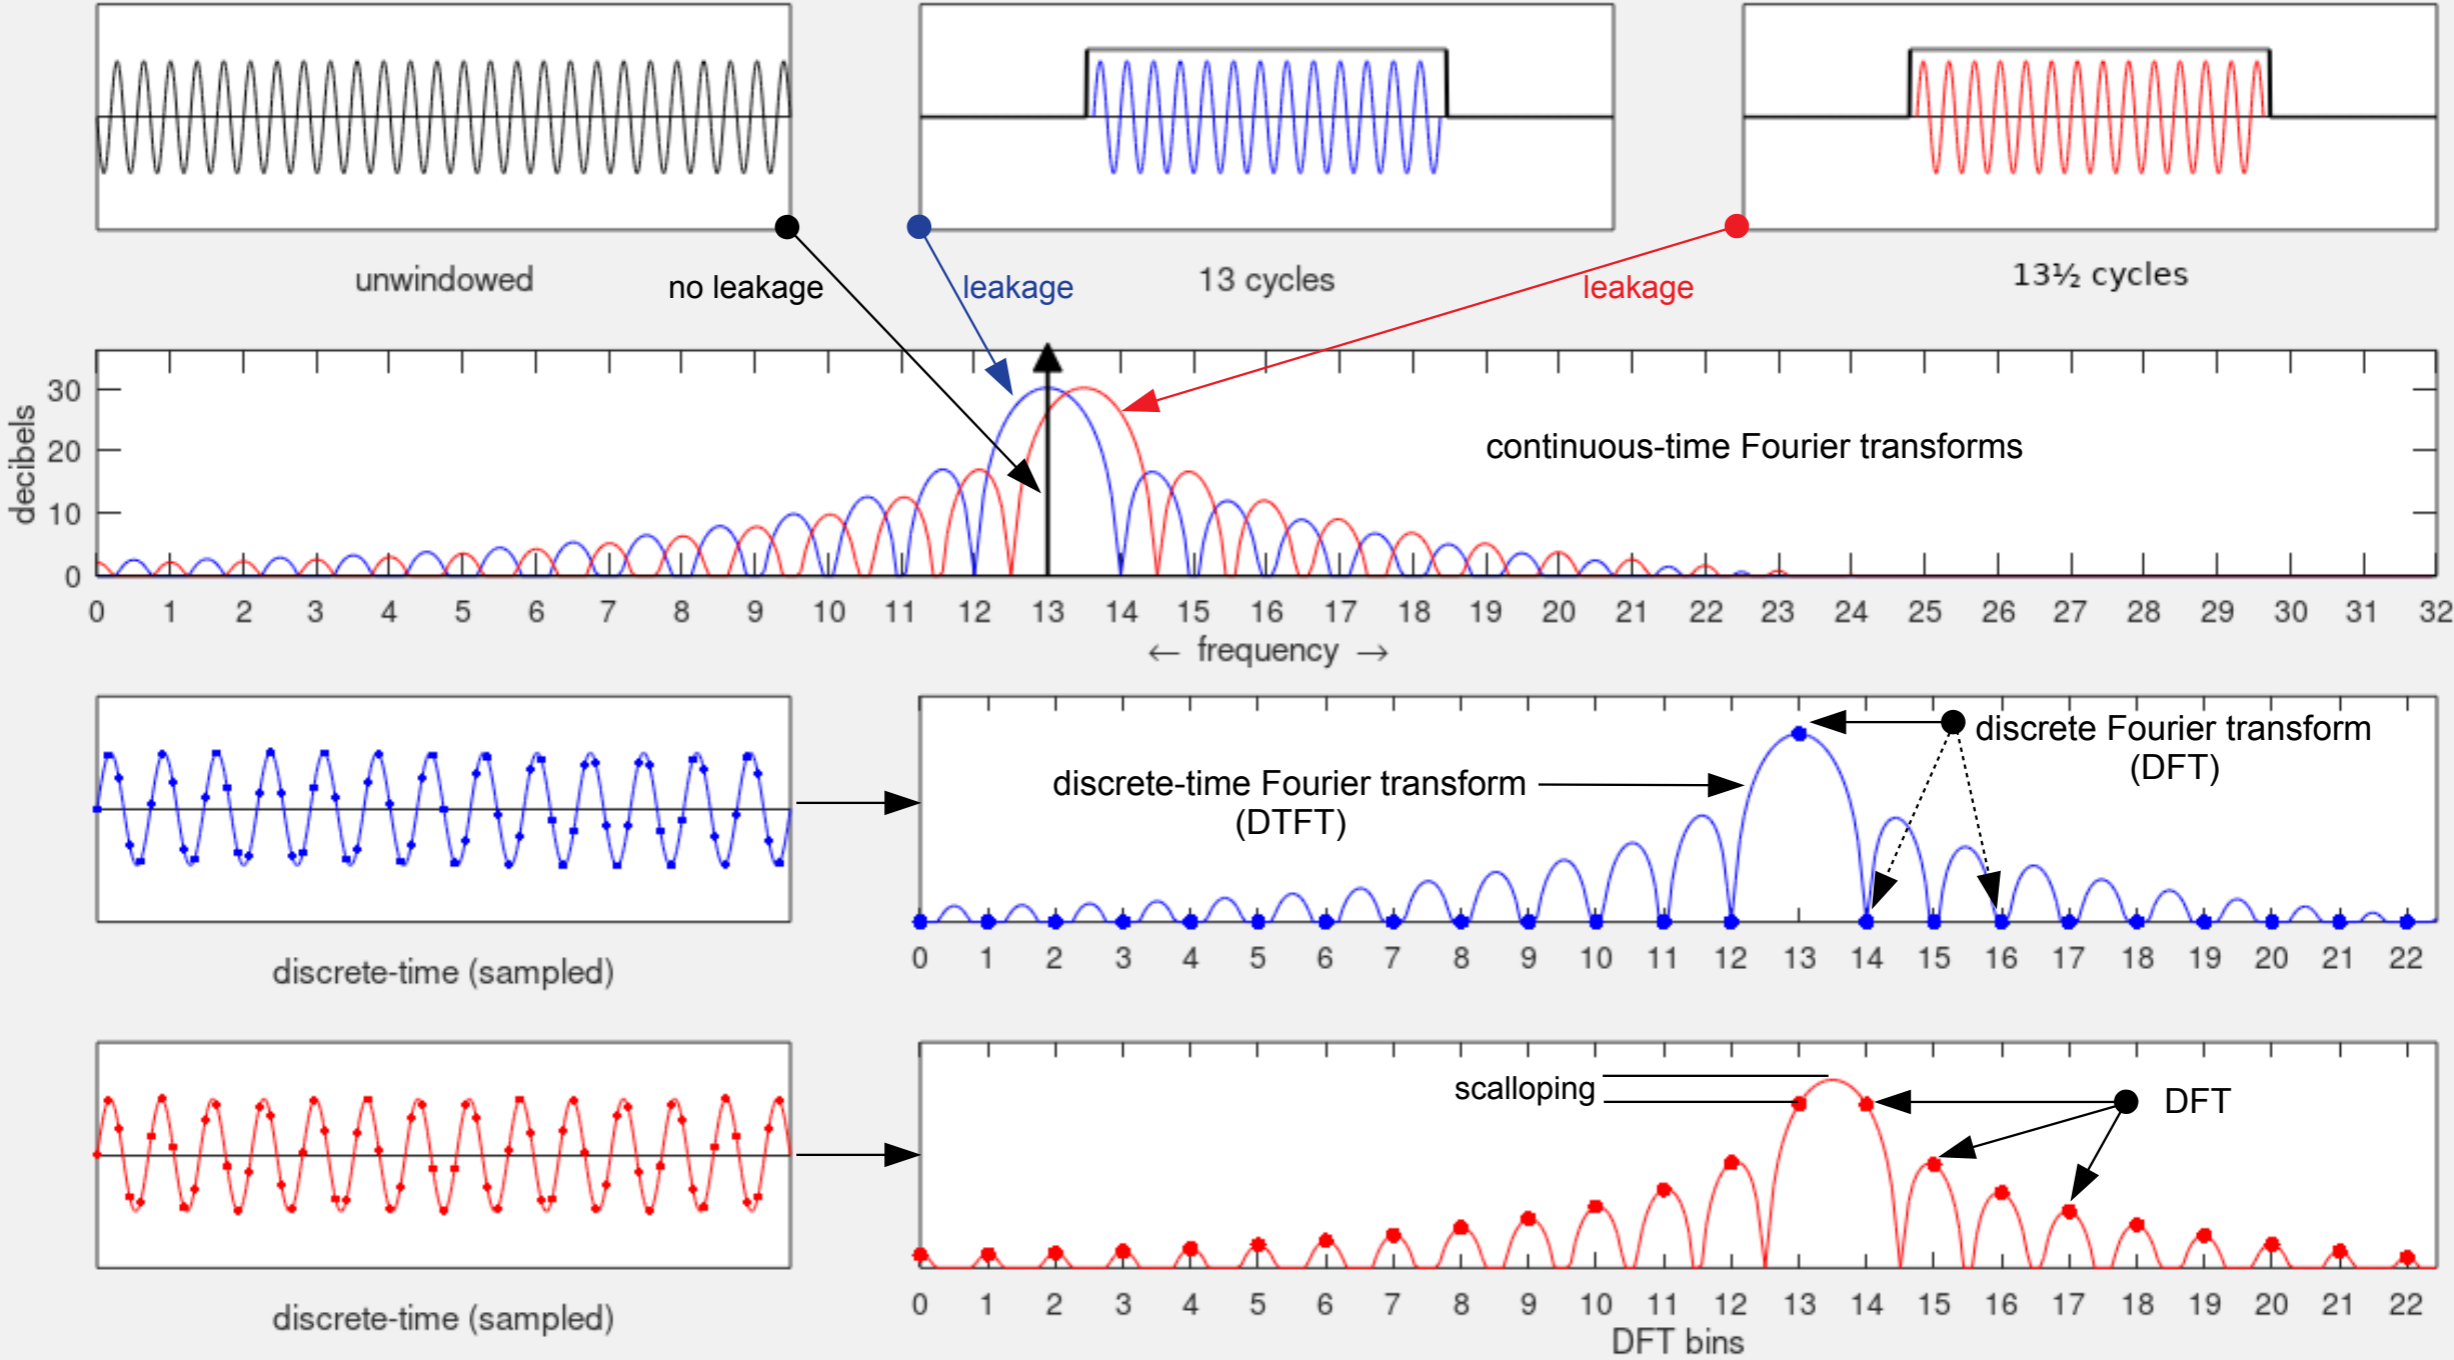 unwindowed
13 cycles
13½ cycles
no leakage
leakage
leakage
30
20
10
0
decibels
continuous-time Fourier transforms
0 1 2 3 4 5 6 7 8 9 10 11 12 13 14 15 16 17 18 19 20 21 22 23 24 25 26 27 28 29 30 31 32
← frequency →
discrete-time Fourier transform
(DTFT)
discrete Fourier transform
(DFT)
0 1 2 3 4 5 6 7 8 9 10 11 12 13 14 15 16 17 18 19 20 21 22
discrete-time (sampled)
scalloping
DFT
0 1 2 3 4 5 6 7 8 9 10 11 12 13 14 15 16 17 18 19 20 21 22
discrete-time (sampled)
DFT bins